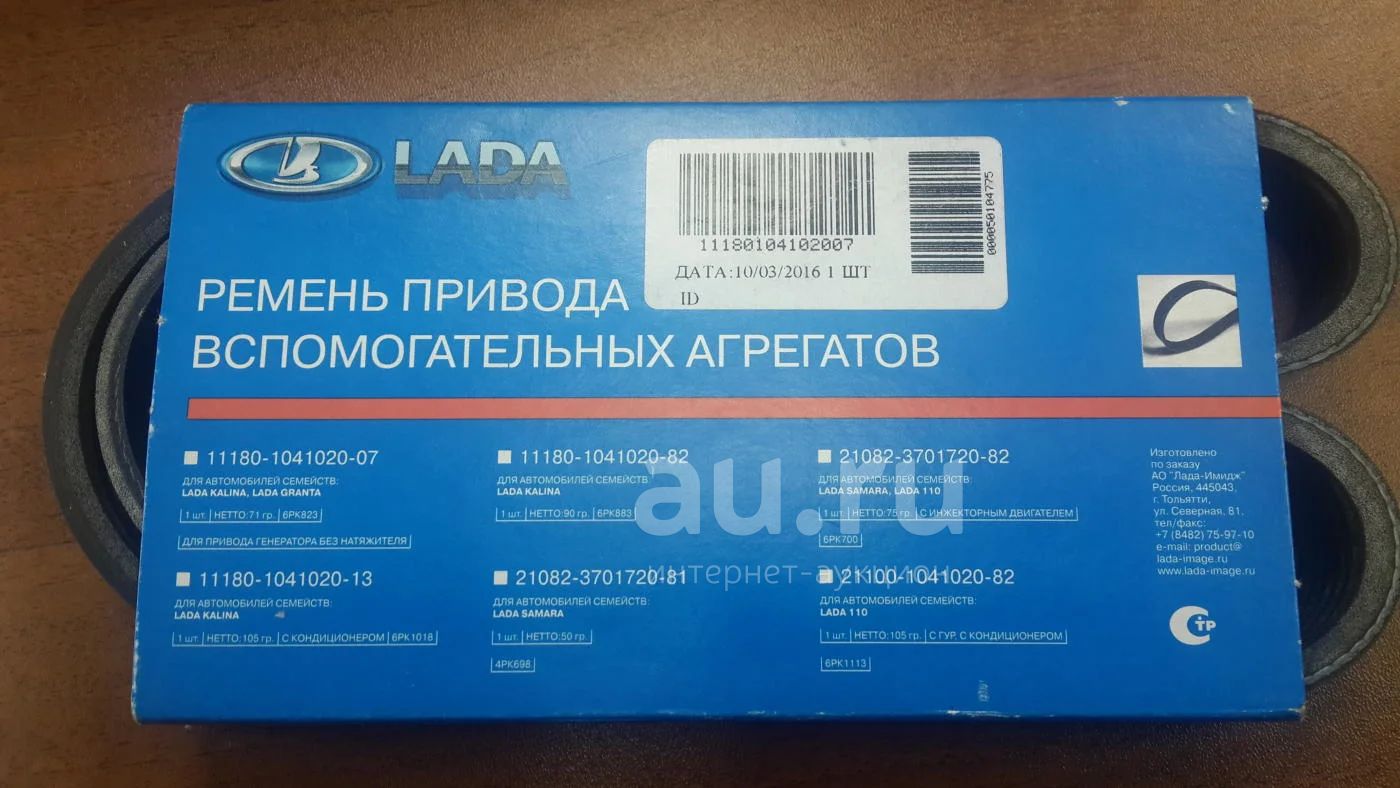 LADA
11180104102007
000050104775
ДАТА:10/03/2016 1 ШТ
ID
РЕМЕНЬ ПРИВОДА
ВСПОМОГАТЕЛЬНЫХ АГРЕГАТОВ
11180-1041020-07
ДЛЯ АВТОМОБИЛЕЙ СЕМЕЙСТВ:
LADA KALINA, LADA GRANTA
1 шт. НЕТТО:71 гр. 6РК823
ДЛЯ ПРИВОДА ГЕНЕРАТОРА БЕЗ НАТЯЖИТЕЛЯ
11180-1041020-82
ДЛЯ АВТОМОБИЛЕЙ СЕМЕЙСТВ:
LADA KALINA
1 шт. НЕТТО:90 гр. 6РК883
21082-3701720-82
ДЛЯ АВТОМОБИЛЕЙ СЕМЕЙСТВ:
LADA SAMARA, LADA 110
1 шт. НЕТТО:75 гр. С ИНЖЕКТОРНЫМ ДВИГАТЕЛЕМ
6РК700
11180-1041020-13
ДЛЯ АВТОМОБИЛЕЙ СЕМЕЙСТВ:
LADA KALINA
1 шт. НЕТТО:105 гр. С КОНДИЦИОНЕРОМ 6РК1018
21082-3701720-81
ДЛЯ АВТОМОБИЛЕЙ СЕМЕЙСТВ:
LADA SAMARA
1 шт. НЕТТО:50 гр.
4РК698
21100-1041020-82
ДЛЯ АВТОМОБИЛЕЙ СЕМЕЙСТВ:
LADA 110
1 шт. НЕТТО:105 гр. С ГУР, С КОНДИЦИОНЕРОМ
6РК1113
Изготовлено
по заказу
АО "Лада-Имидж"
Россия, 445043,
г. Тольятти,
ул. Северная, 81,
тел/факс:
+7 (8482) 75-97-10
e-mail: product@
lada-image.ru
www.lada-image.ru
СТР
au.ru
интернет-аукцион